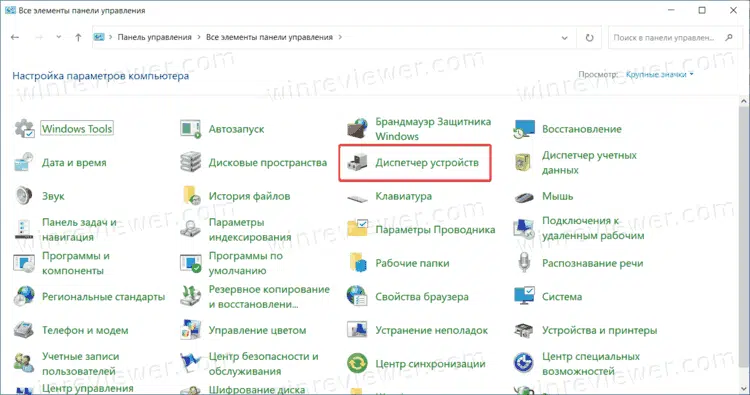 Все элементы панели управления
Панель управления > Все элементы панели управления >
Поиск в панели управлен...
Настройка параметров компьютера
Просмотр: Крупные значки
Windows Tools
Автозапуск
Брандмауэр Защитника
Windows
Восстановление
Дата и время
Дисковые пространства
Диспетчер устройств
Диспетчер учетных
данных
Звук
История файлов
Клавиатура
Мышь
Панель задач и
навигация
Параметры
индексирования
Параметры Проводника
Подключения к
удаленным рабочим
Программы и
компоненты
Программы по
умолчанию
Рабочие папки
Распознавание речи
Региональные стандарты
Резервное копирование
и восстановлени...
Свойства браузера
Система
Телефон и модем
Управление цветом
Устранение неполадок
Устройства и принтеры
Учетные записи
пользователей
Центр безопасности и
обслуживания
Центр синхронизации
Центр специальных
возможностей
Центр управления
Шифрование диска
winreviewer.com